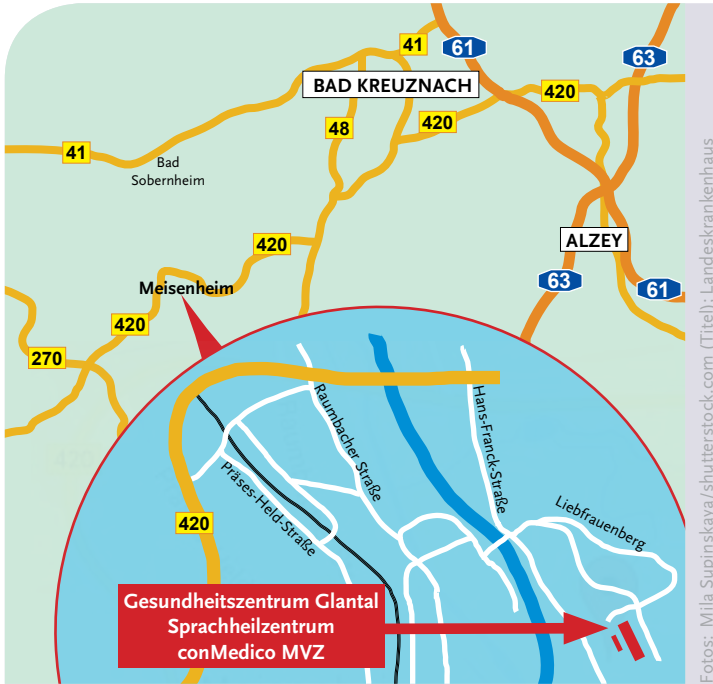 41
61
63
BAD KREUZNACH
420
48
420
41
Bad
Sobernheim
420
ALZEY
63
61
Meisenheim
420
270
Raumbacher Straße
Hans-Franck-Straße
Präses-Held-Straße
Liebfrauenberg
420
Gesundheitszentrum Glantal
Sprachheilzentrum
conMedico MVZ
Fotos: Mila Supinskaya/shutterstock.com (Titel); Landeskrankenhaus